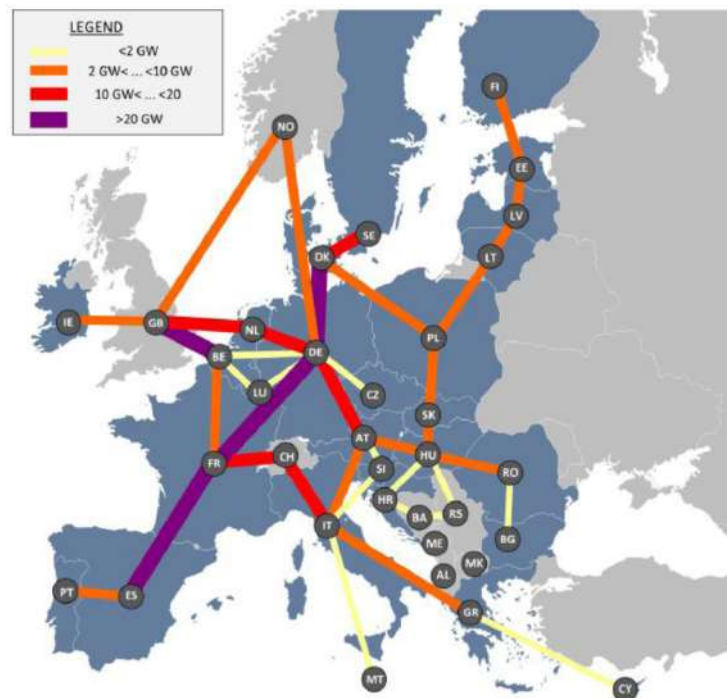 LEGEND
<2 GW
2 GW< ... <10 GW
10 GW< ... <20
>20 GW
FI
NO
EE
LV
SE
DK
LT
IE
GB
NL
PL
BE
DE
LU
CZ
SK
AT
HU
FR
CH
SI
RO
HR
BA
RS
IT
ME
BG
AL
MK
PT
ES
GR
MT
CY